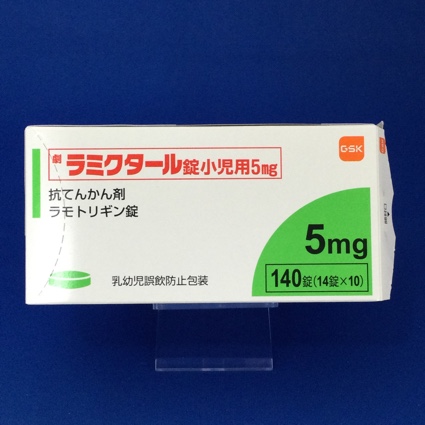 劇 ラミクタール錠小児用5mg
GSK
抗てんかん剤
ラモトリギン錠
5mg
140錠(14錠×10)
乳幼児誤飲防止包装